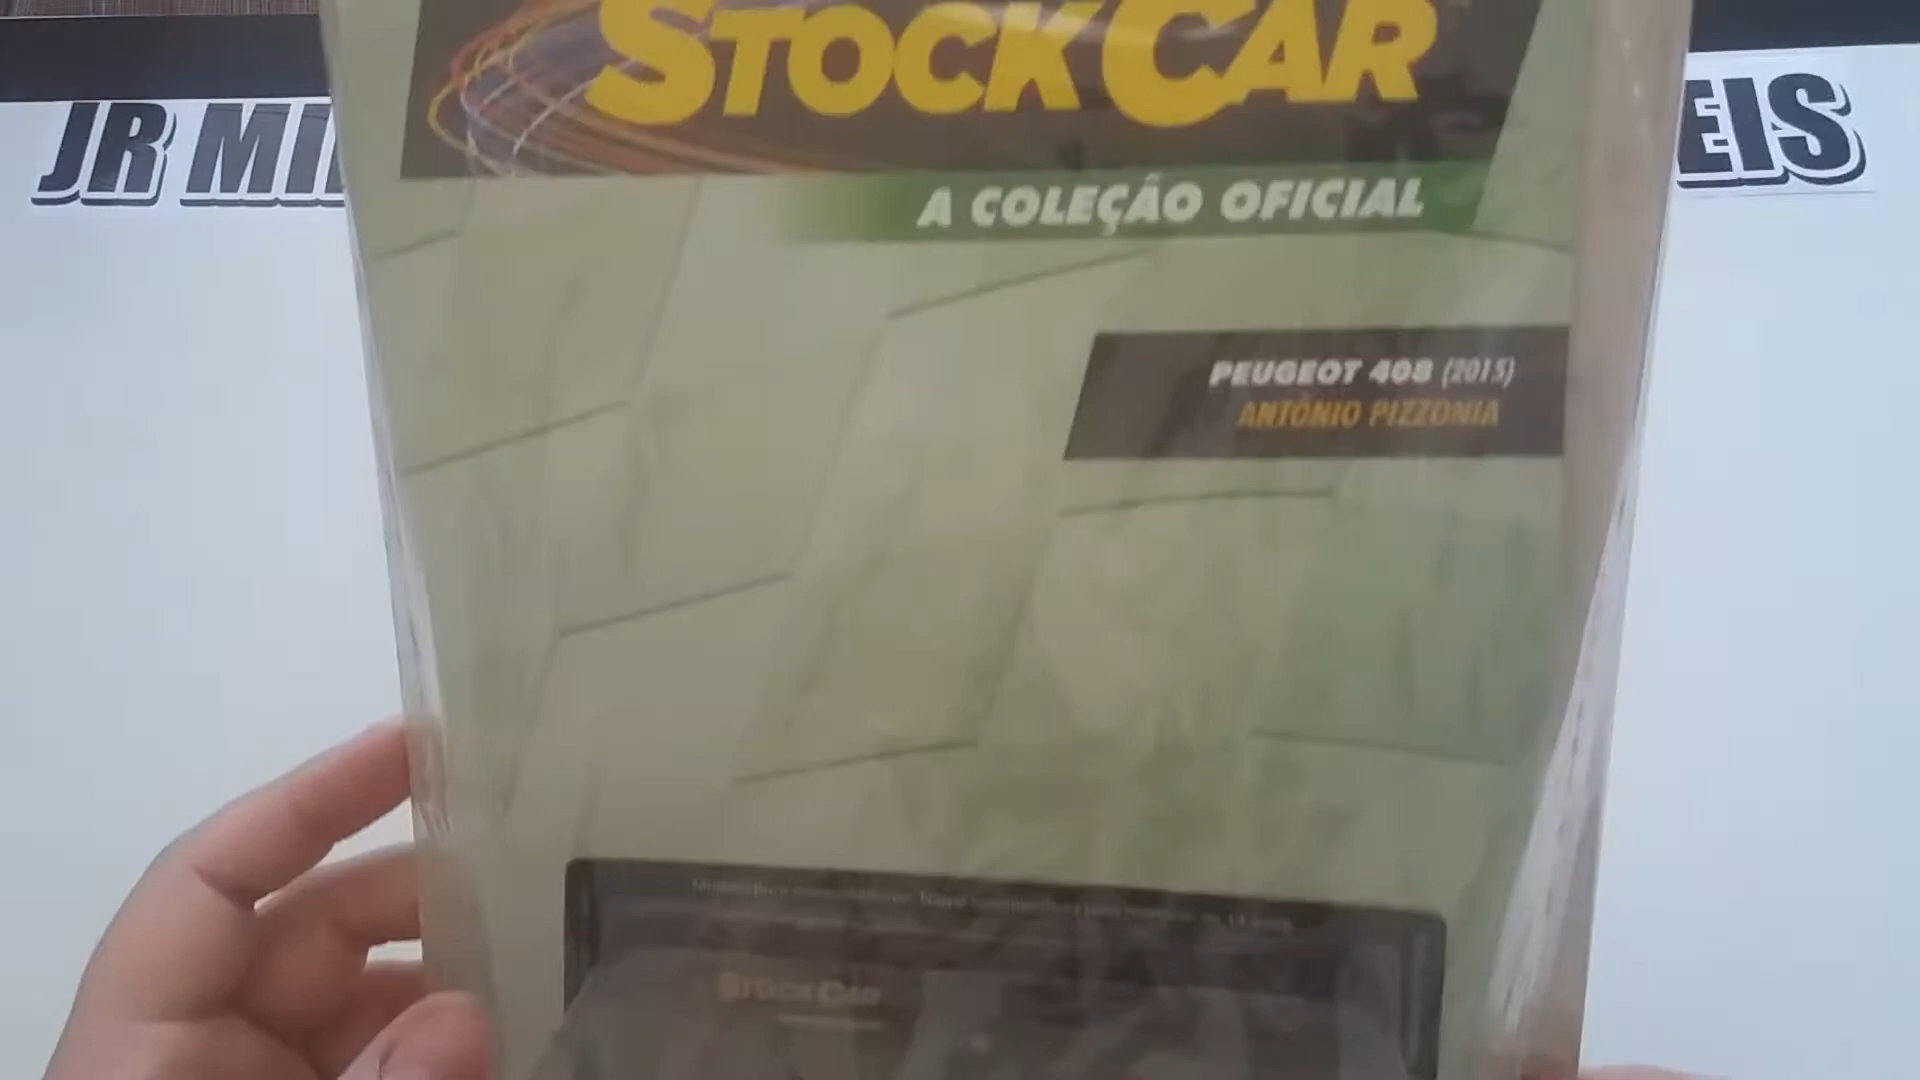 STOCK CAR
JR MI EIS
A COLEÇÃO OFICIAL
PEUGEOT 408 (2015)
ANTÔNIO PIZZONIA
STOCK CAR